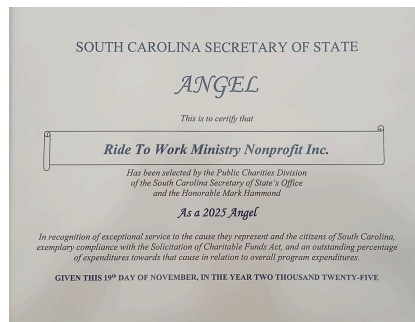 SOUTH CAROLINA SECRETARY OF STATE
ANGEL
This is to certify that
Ride To Work Ministry Nonprofit Inc.
Has been selected by the Public Charities Division
of the South Carolina Secretary of State's Office
and the Honorable Mark Hammond
As a 2025 Angel
In recognition of exceptional service to the cause they represent and the citizens of South Carolina,
exemplary compliance with the Solicitation of Charitable Funds Act, and an outstanding percentage
of expenditures towards that cause in relation to overall program expenditures.
GIVEN THIS 19th DAY OF NOVEMBER, IN THE YEAR TWO THOUSAND TWENTY-FIVE